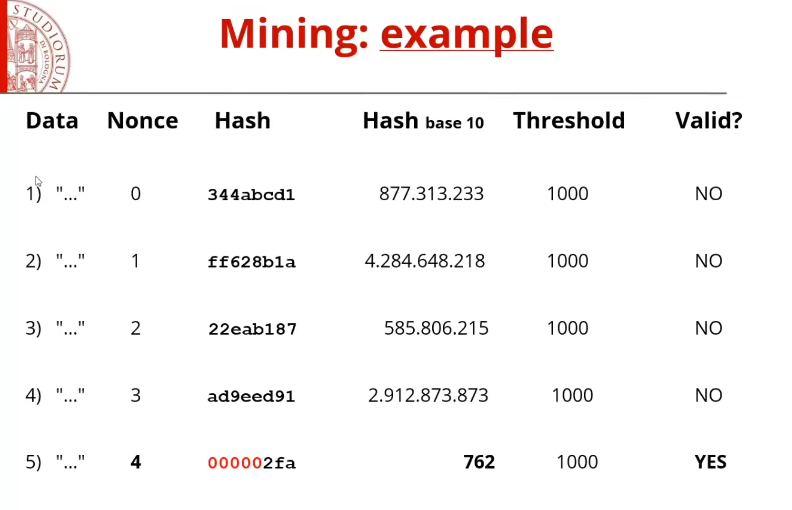 STUDIORUM
DI BOLOGNA
Mining: example
Data Nonce Hash Hash base 10 Threshold Valid?
1) "..." 0 344abcd1 877.313.233 1000 NO
2) "..." 1 ff628b1a 4.284.648.218 1000 NO
3) "..." 2 22eab187 585.806.215 1000 NO
4) "..." 3 ad9eed91 2.912.873.873 1000 NO
5) "..." 4 000002fa 762 1000 YES